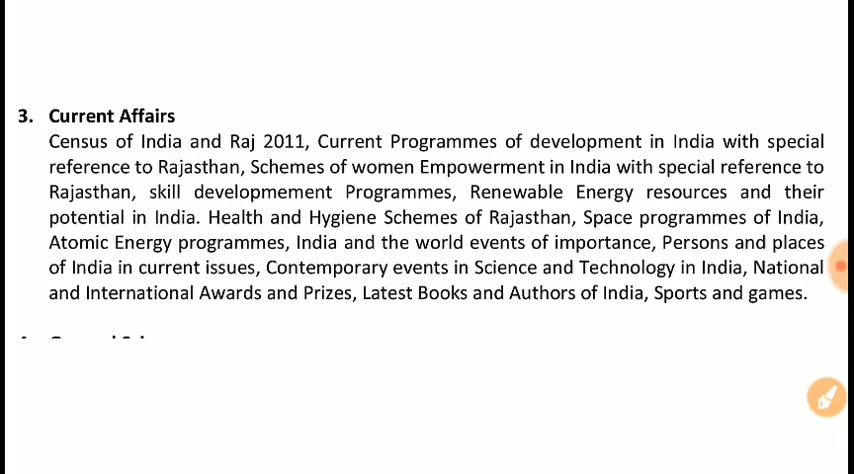 3. Current Affairs
Census of India and Raj 2011, Current Programmes of development in India with special
reference to Rajasthan, Schemes of women Empowerment in India with special reference to
Rajasthan, skill developmement Programmes, Renewable Energy resources and their
potential in India. Health and Hygiene Schemes of Rajasthan, Space programmes of India,
Atomic Energy programmes, India and the world events of importance, Persons and places
of India in current issues, Contemporary events in Science and Technology in India, National
and International Awards and Prizes, Latest Books and Authors of India, Sports and games.